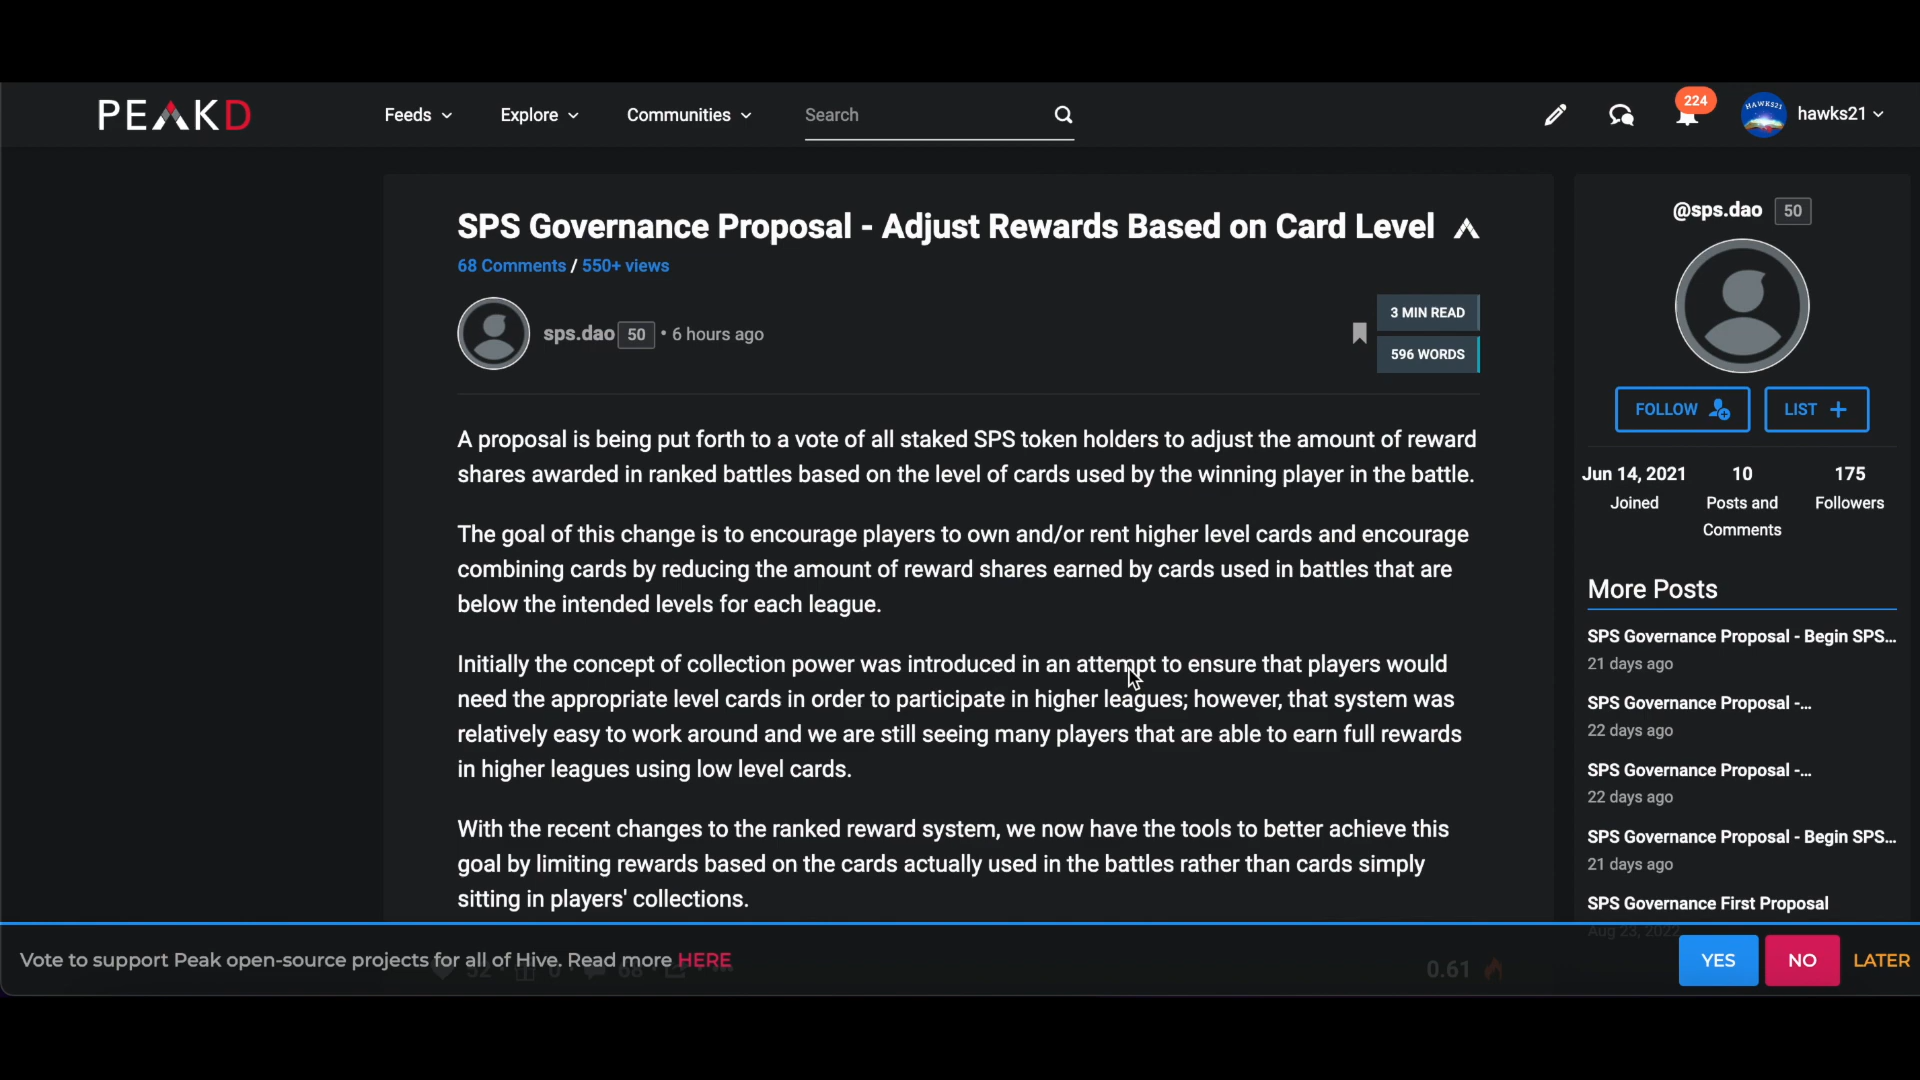 PEAKD
Feeds
Explore
Communities
Search
224
HAWKS21
hawks21
SPS Governance Proposal - Adjust Rewards Based on Card Level
68 Comments / 550+ views
sps.dao 50 • 6 hours ago
3 MIN READ
596 WORDS
A proposal is being put forth to a vote of all staked SPS token holders to adjust the amount of reward
shares awarded in ranked battles based on the level of cards used by the winning player in the battle.
The goal of this change is to encourage players to own and/or rent higher level cards and encourage
combining cards by reducing the amount of reward shares earned by cards used in battles that are
below the intended levels for each league.
Initially the concept of collection power was introduced in an attempt to ensure that players would
need the appropriate level cards in order to participate in higher leagues; however, that system was
relatively easy to work around and we are still seeing many players that are able to earn full rewards
in higher leagues using low level cards.
With the recent changes to the ranked reward system, we now have the tools to better achieve this
goal by limiting rewards based on the cards actually used in the battles rather than cards simply
sitting in players' collections.
@sps.dao 50
FOLLOW
LIST +
Jun 14, 2021
Joined
10
Posts and
Comments
175
Followers
More Posts
SPS Governance Proposal - Begin SPS...
21 days ago
SPS Governance Proposal -...
22 days ago
SPS Governance Proposal -...
22 days ago
SPS Governance Proposal - Begin SPS...
21 days ago
SPS Governance First Proposal
Aug 23, 2022
Vote to support Peak open-source projects for all of Hive. Read more HERE
52 0 68
0.61
YES
NO
LATER